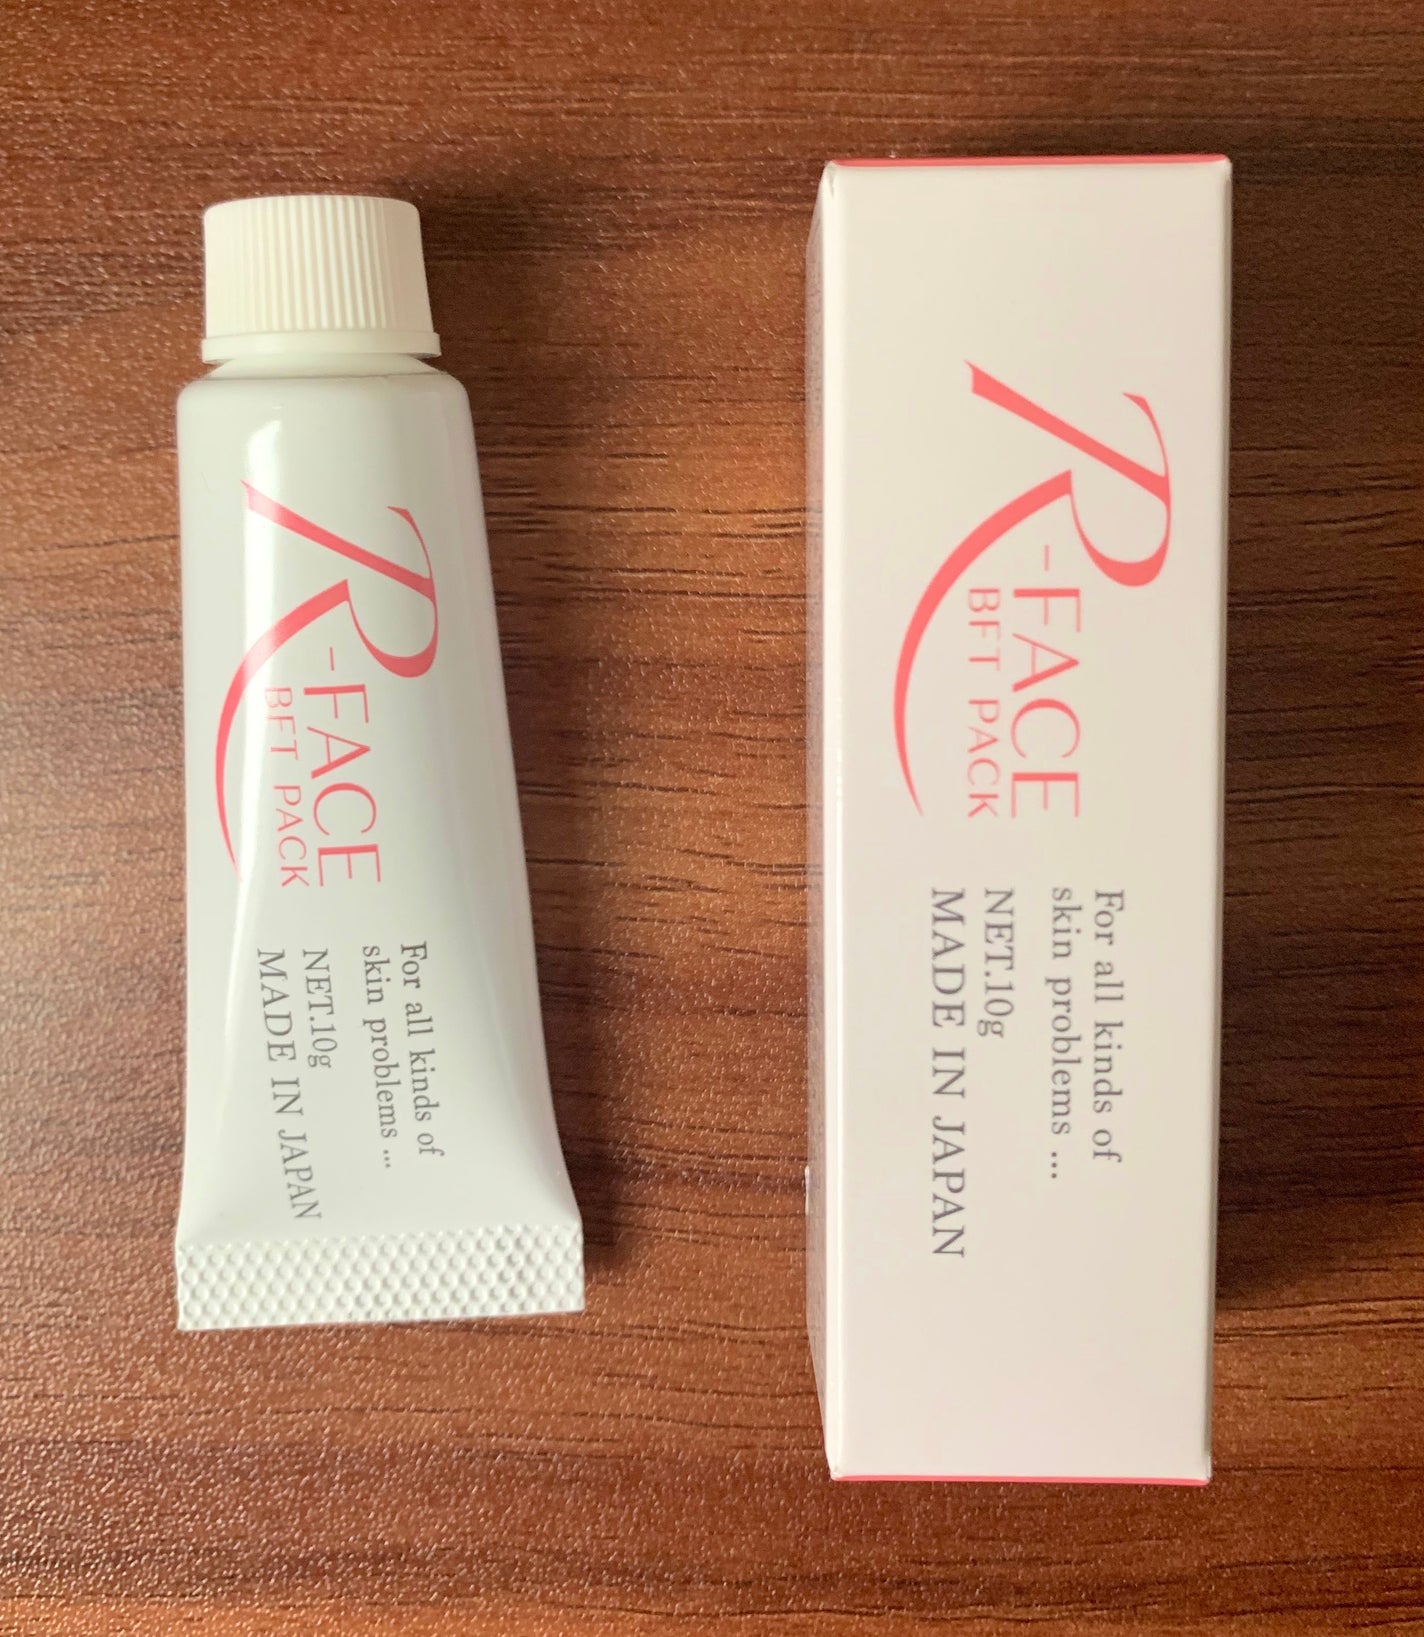 R-FACE
BFT PACK
For all kinds of
skin problems ...
NET.10g
MADE IN JAPAN
R-FACE
BFT PACK
For all kinds of
skin problems ...
NET.10g
MADE IN JAPAN